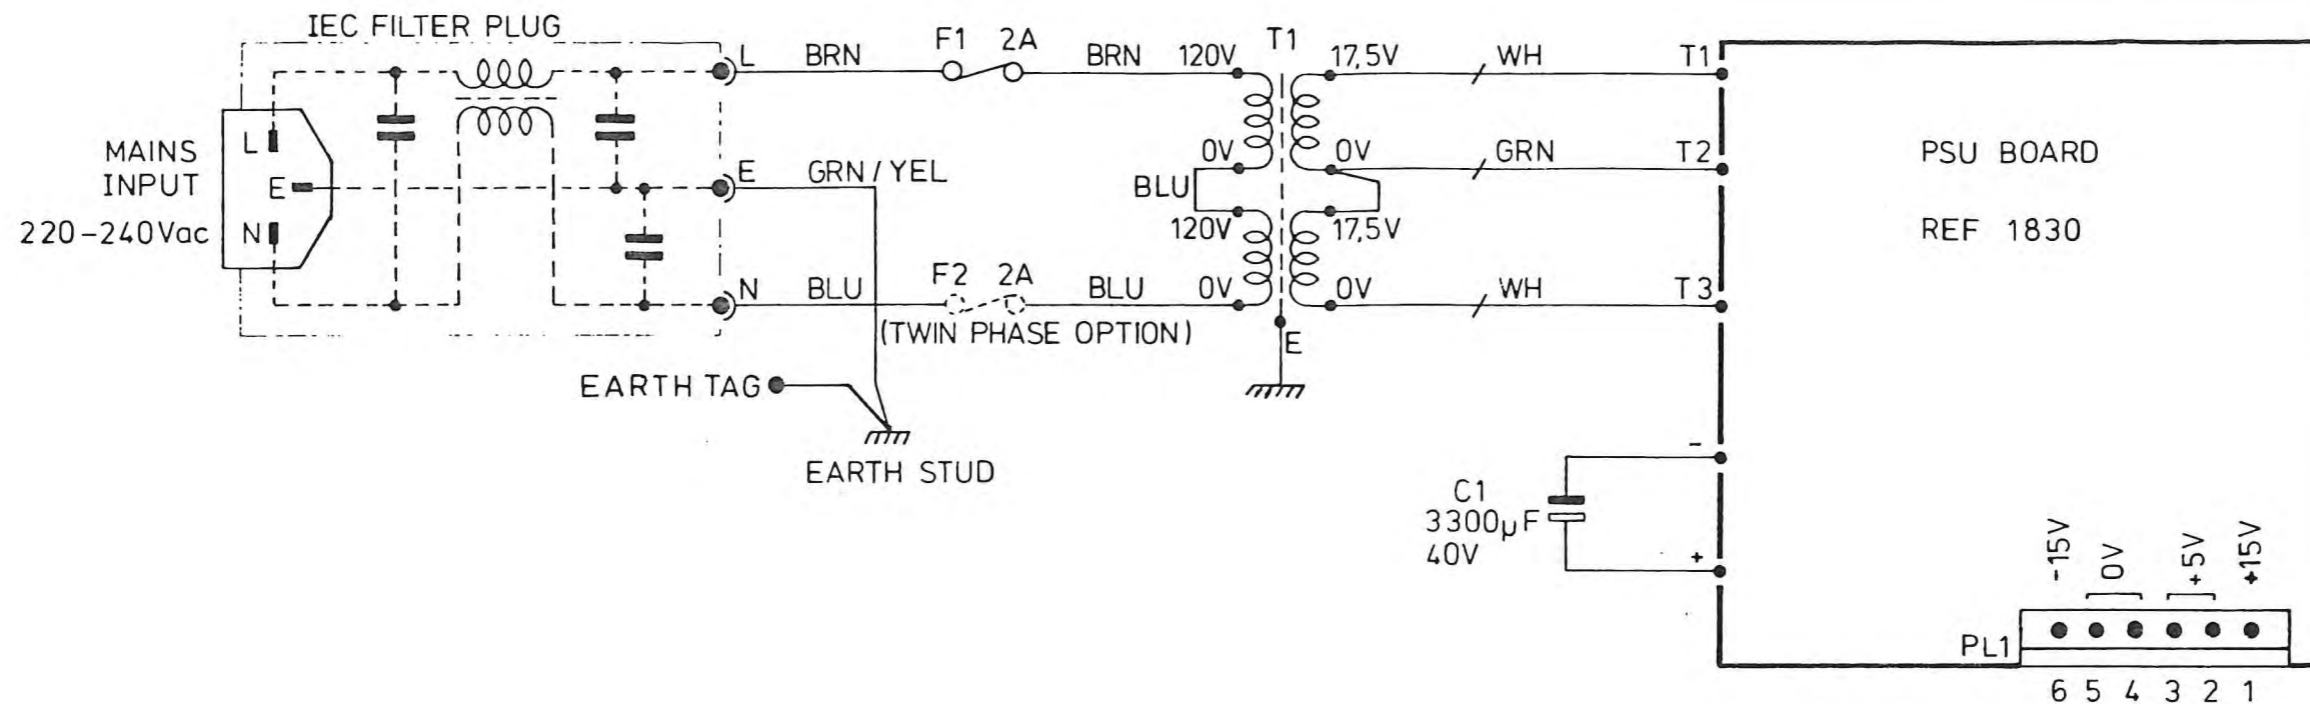 IEC FILTER PLUG
L
BRN
F1 2A
BRN
120V
T1
17,5V
WH
T1
MAINS
INPUT
220-240Vac
L
E
N
E
GRN/YEL
0V
0V
GRN
T2
BLU
120V
17,5V
PSU BOARD
REF 1830
N
BLU
F2 2A
BLU
0V
0V
WH
T3
(TWIN PHASE OPTION)
E
EARTH TAG
EARTH STUD
-
C1
3300µF
40V
+
-15V
0V
+5V
+15V
PL1
6 5 4 3 2 1